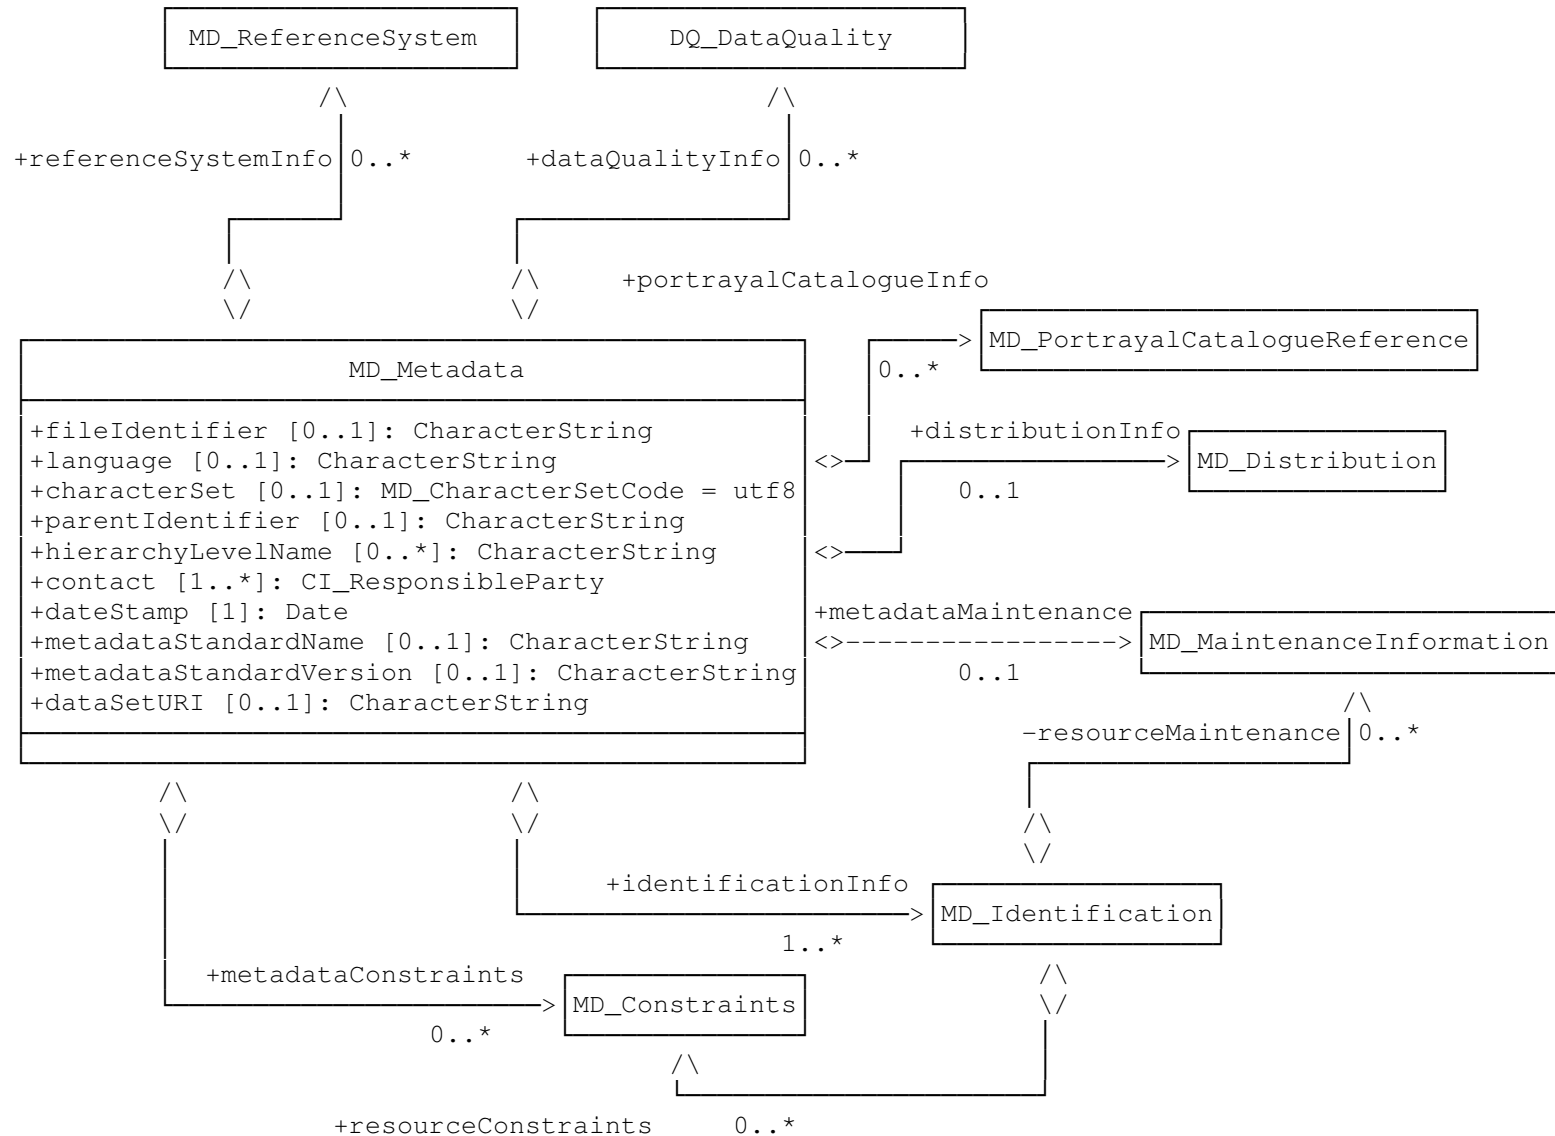 MD_ReferenceSystem
DQ_DataQuality
+referenceSystemInfo 0..*
+dataQualityInfo 0..*
+portrayalCatalogueInfo
MD_PortrayalCatalogueReference
0..*
MD_Metadata
+fileIdentifier [0..1]: CharacterString
+language [0..1]: CharacterString
+characterSet [0..1]: MD_CharacterSetCode = utf8
+parentIdentifier [0..1]: CharacterString
+hierarchyLevelName [0..*]: CharacterString
+contact [1..*]: CI_ResponsibleParty
+dateStamp [1]: Date
+metadataStandardName [0..1]: CharacterString
+metadataStandardVersion [0..1]: CharacterString
+dataSetURI [0..1]: CharacterString
+distributionInfo
MD_Distribution
0..1
+metadataMaintenance
MD_MaintenanceInformation
0..1
-resourceMaintenance 0..*
+identificationInfo
MD_Identification
1..*
+metadataConstraints
MD_Constraints
0..*
+resourceConstraints 0..*